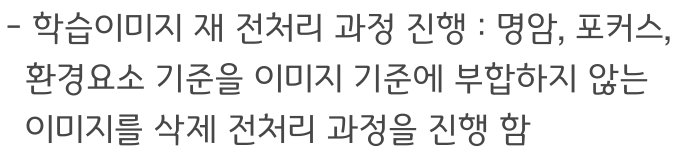 - 학습이미지 재 전처리 과정 진행 : 명암, 포커스,
환경요소 기준을 이미지 기준에 부합하지 않는
이미지를 삭제 전처리 과정을 진행 함